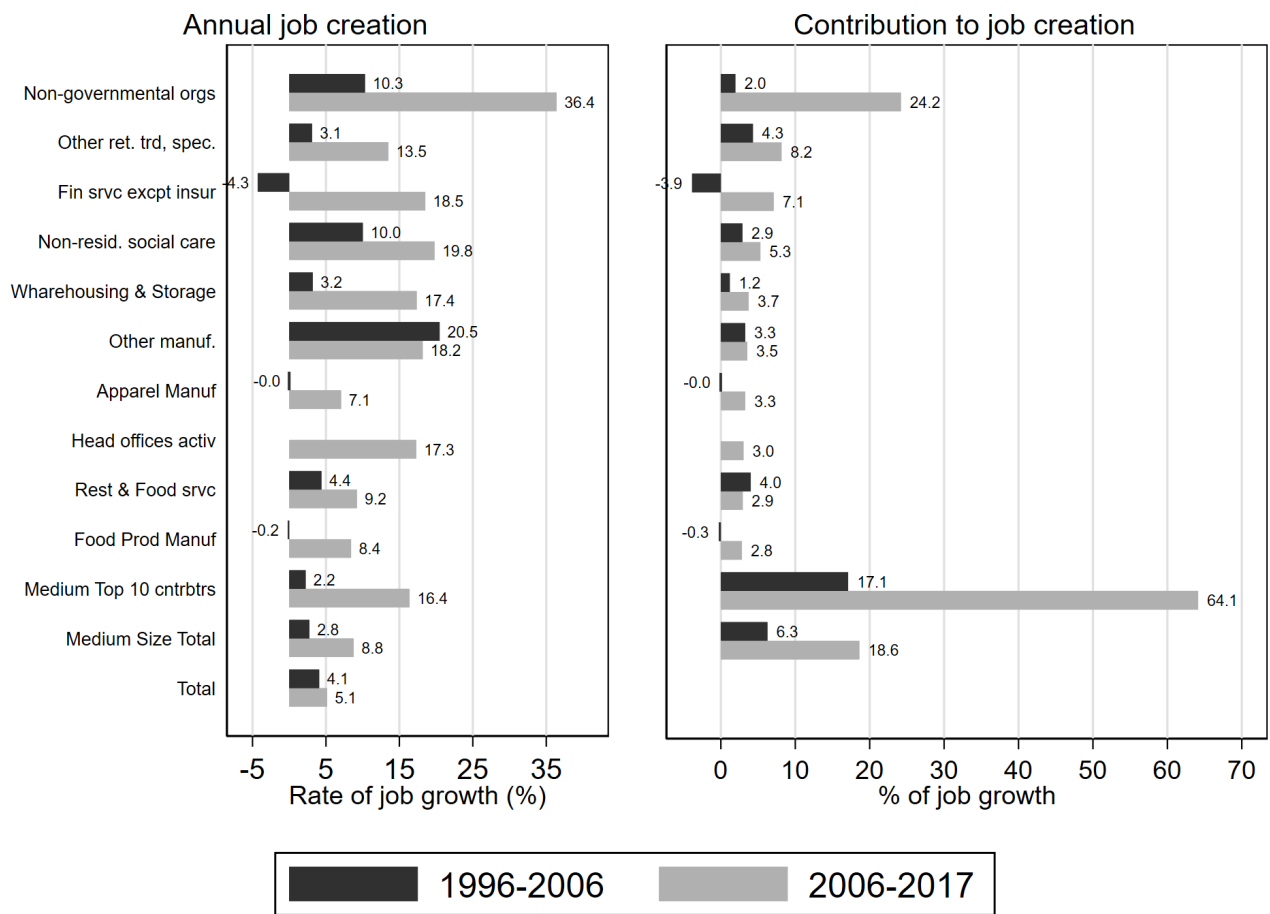 Annual job creation
Contribution to job creation
Non-governmental orgs
10.3
36.4
2.0
24.2
Other ret. trd, spec.
3.1
13.5
4.3
8.2
Fin srvc excpt insur
-4.3
18.5
-3.9
7.1
Non-resid. social care
10.0
19.8
2.9
5.3
Wharehousing & Storage
3.2
17.4
1.2
3.7
Other manuf.
20.5
18.2
3.3
3.5
Apparel Manuf
-0.0
7.1
-0.0
3.3
Head offices activ
17.3
3.0
Rest & Food srvc
4.4
9.2
4.0
2.9
Food Prod Manuf
-0.2
8.4
-0.3
2.8
Medium Top 10 cntrbtrs
2.2
16.4
17.1
64.1
Medium Size Total
2.8
8.8
6.3
18.6
Total
4.1
5.1
-5 5 15 25 35
Rate of job growth (%)
0 10 20 30 40 50 60 70
% of job growth
1996-2006
2006-2017